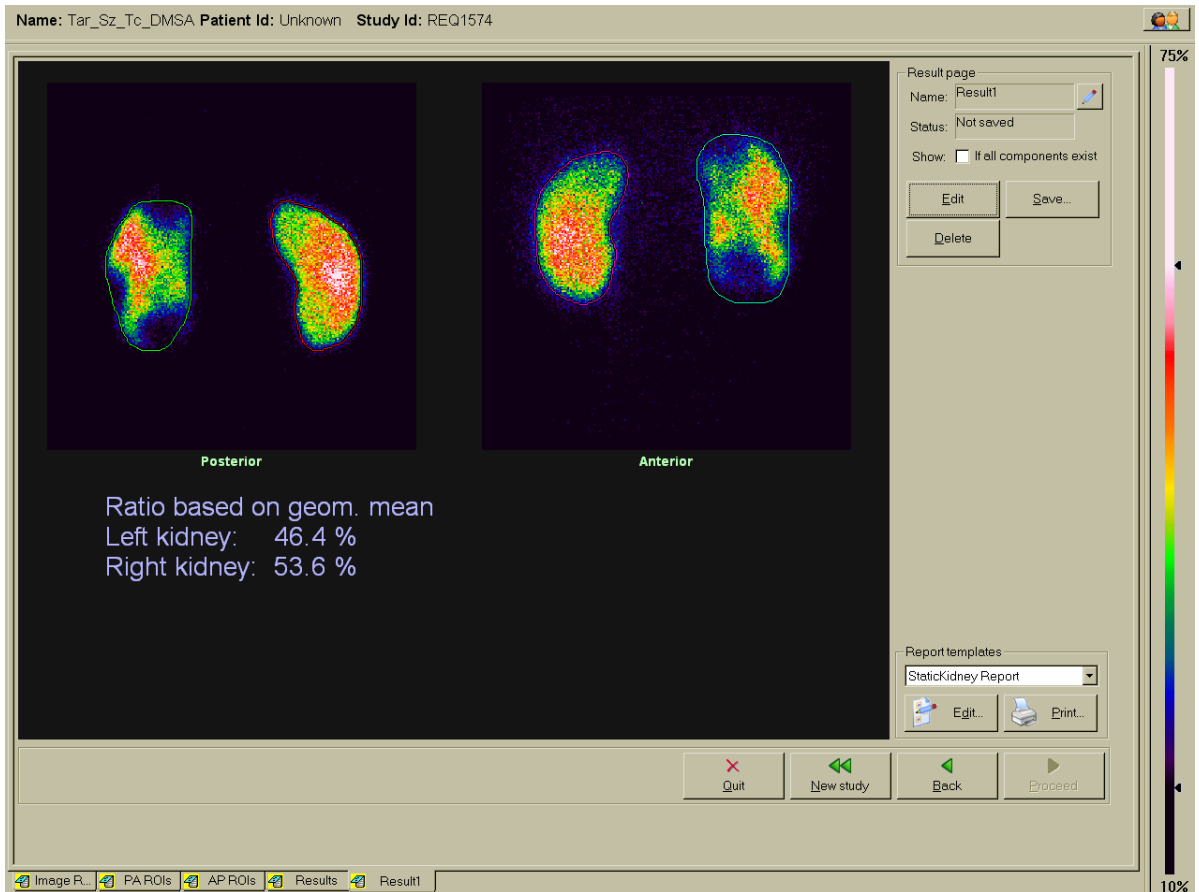 Name: Tar_Sz_Tc_DMSA Patient Id: Unknown Study Id: REQ1574
75%
Result page
Name: Result1
Status: Not saved
Show: If all components exist
Edit Save...
Delete
Posterior
Anterior
Ratio based on geom. mean
Left kidney: 46.4 %
Right kidney: 53.6 %
Report templates
StaticKidney Report
Edit... Print...
Quit New study Back Proceed
Image R... PA ROIs AP ROIs Results Result1
10%